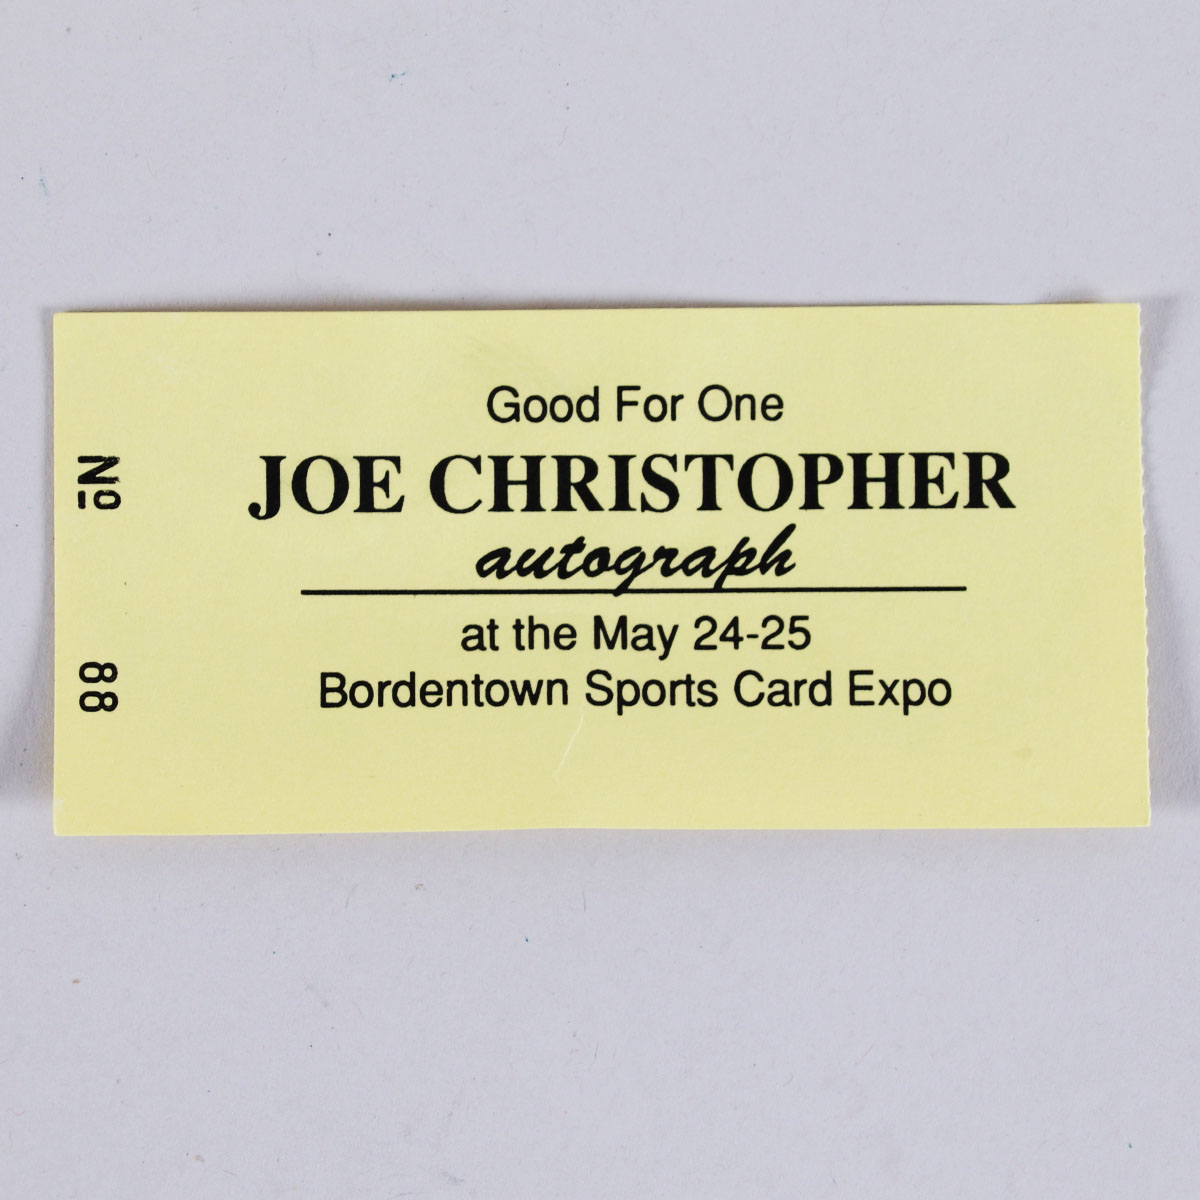 Good For One
JOE CHRISTOPHER
autograph
at the May 24-25
Bordentown Sports Card Expo
№ 88